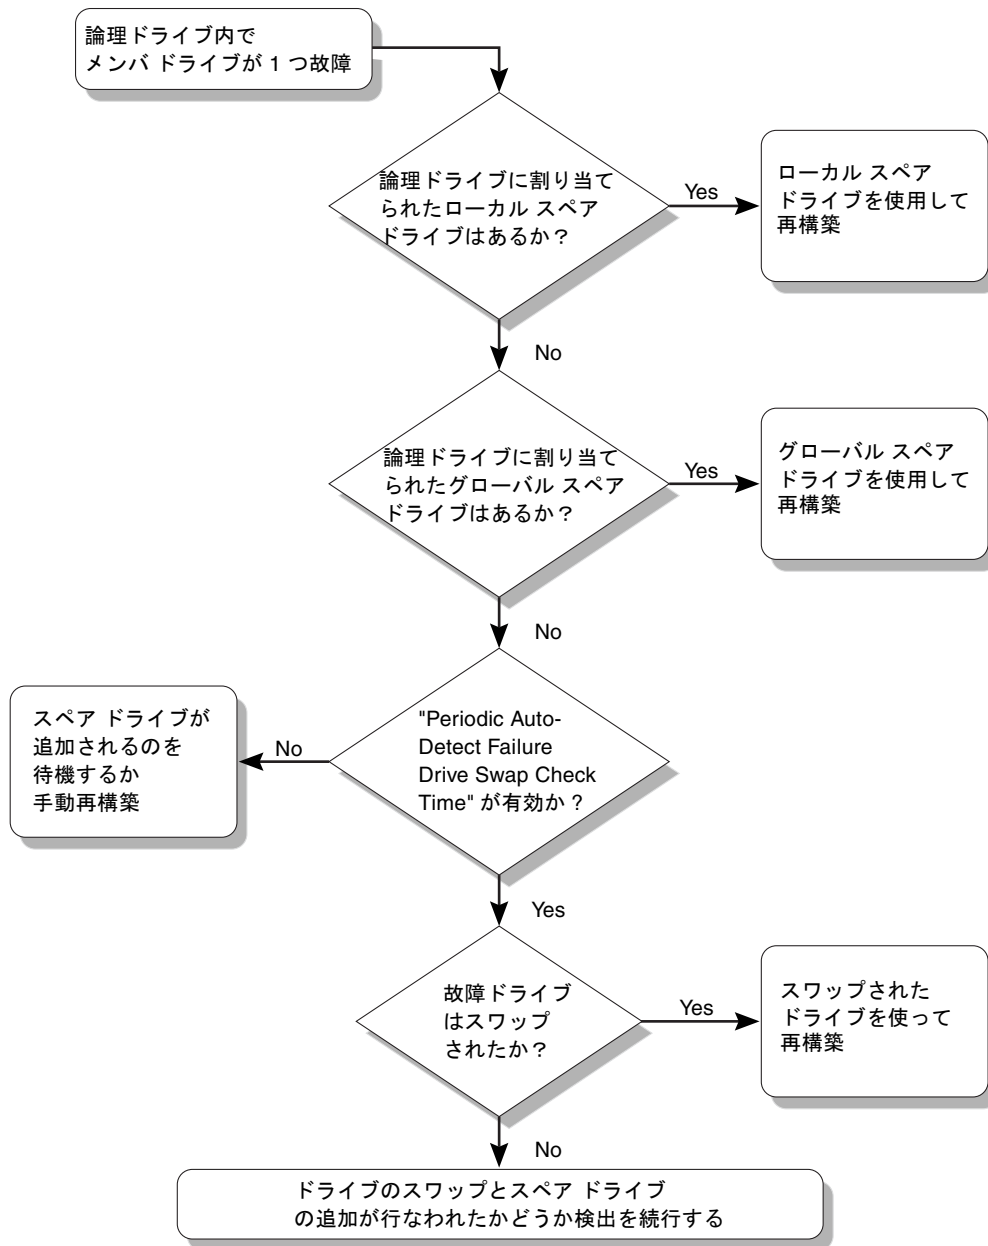 論理ドライブ内で
メンバ ドライブが 1 つ故障
論理ドライブに割り当て
られたローカル スペア
ドライブはあるか？
Yes
ローカル スペア
ドライブを使用して
再構築
No
論理ドライブに割り当て
られたグローバル スペア
ドライブはあるか？
Yes
グローバル スペア
ドライブを使用して
再構築
No
"Periodic Auto-
Detect Failure
Drive Swap Check
Time" が有効か？
No
スペア ドライブが
追加されるのを
待機するか
手動再構築
Yes
故障ドライブ
はスワップ
されたか？
Yes
スワップされた
ドライブを使って
再構築
No
ドライブのスワップとスペア ドライブ
の追加が行なわれたかどうか検出を続行する